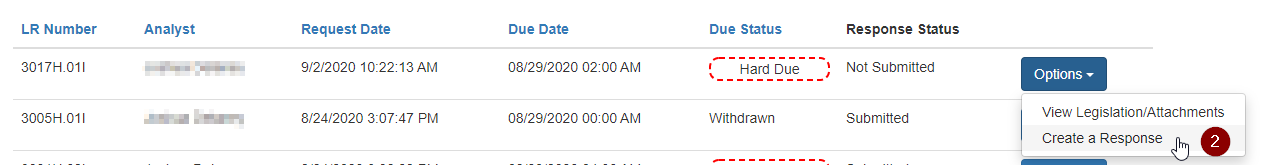 LR Number Analyst Request Date Due Date Due Status Response Status
3017H.01I 9/2/2020 10:22:13 AM 08/29/2020 02:00 AM Hard Due Not Submitted Options
View Legislation/Attachments
3005H.01I 8/24/2020 3:07:47 PM 08/29/2020 00:00 AM Withdrawn Submitted
Create a Response 2